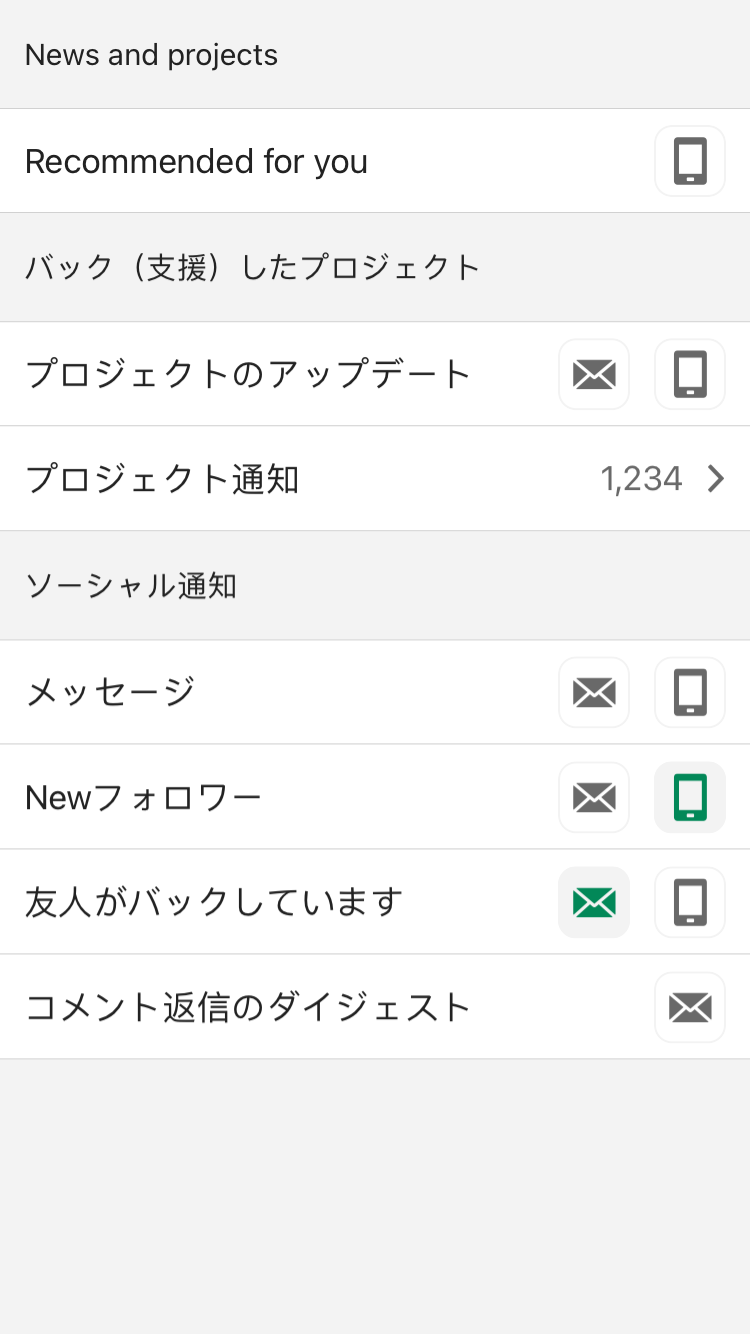 News and projects
Recommended for you
バック（支援）したプロジェクト
プロジェクトのアップデート
プロジェクト通知 1,234
ソーシャル通知
メッセージ
Newフォロワー
友人がバックしています
コメント返信のダイジェスト